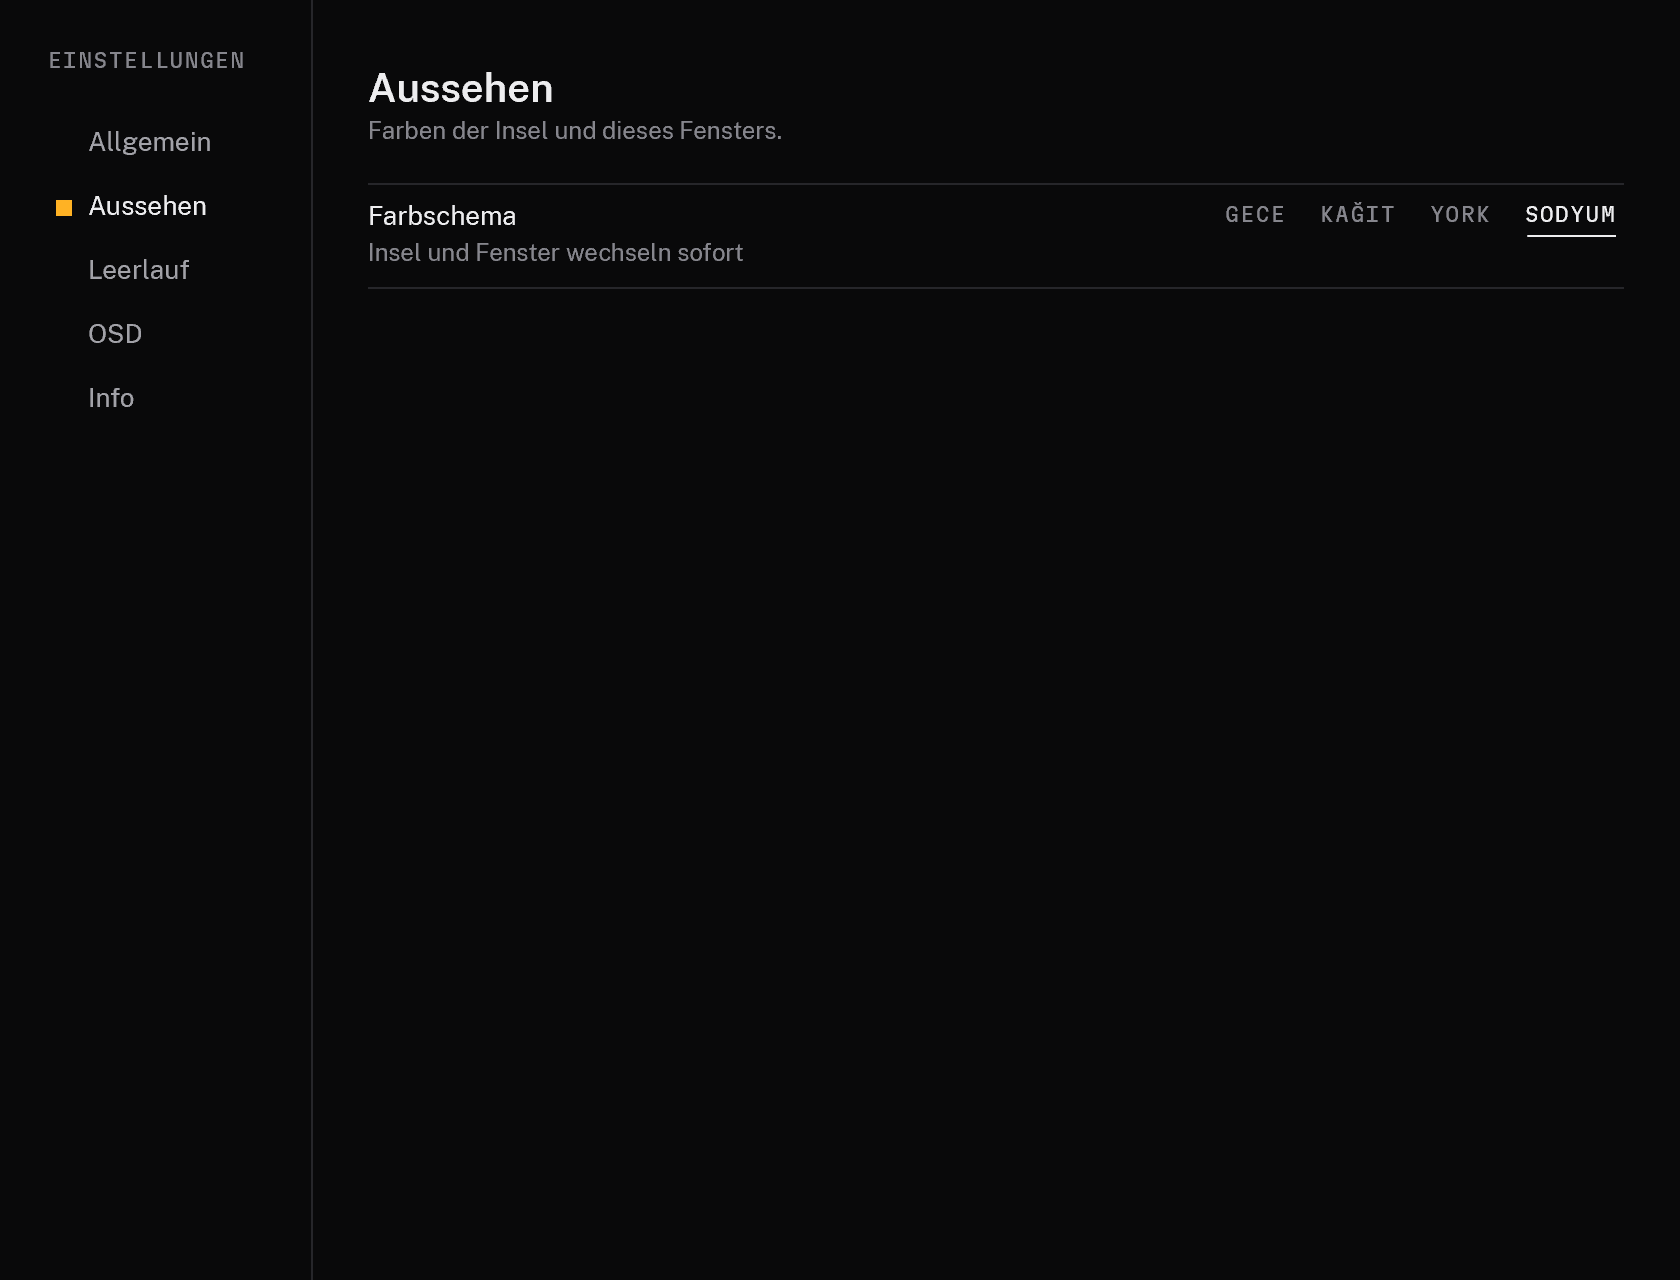 EINSTELLUNGEN
Allgemein
Aussehen
Leerlauf
OSD
Info
Aussehen
Farben der Insel und dieses Fensters.
Farbschema
Insel und Fenster wechseln sofort
GECE KAĞIT YORK SODYUM